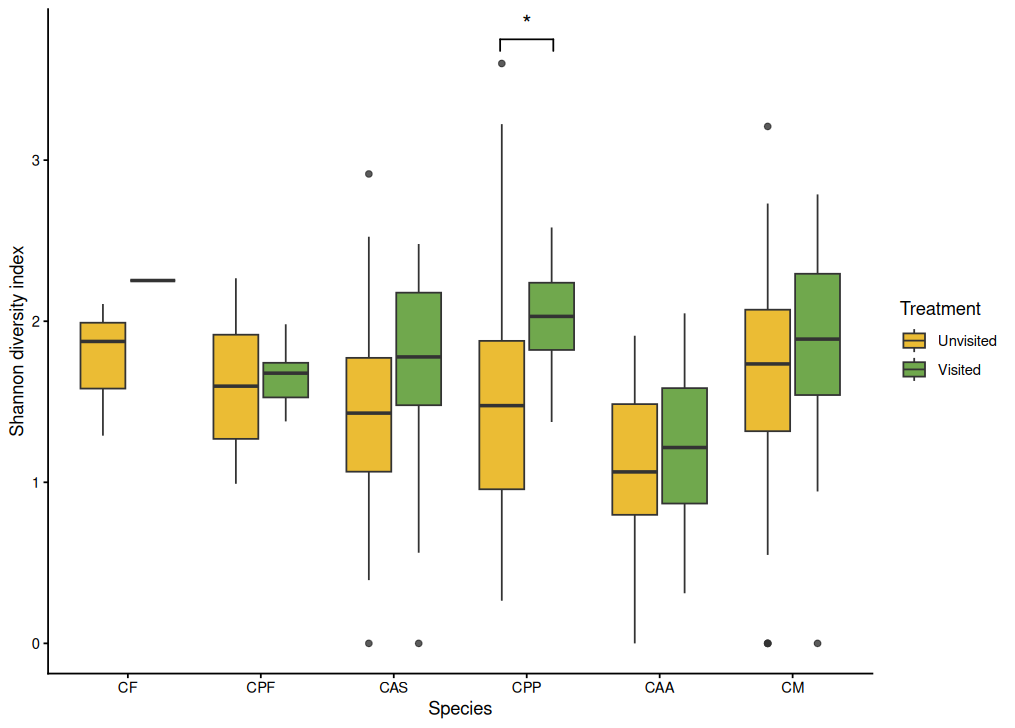 *
3
2
1
0
Shannon diversity index
CF CPF CAS CPP CAA CM
Species
Treatment
Unvisited
Visited